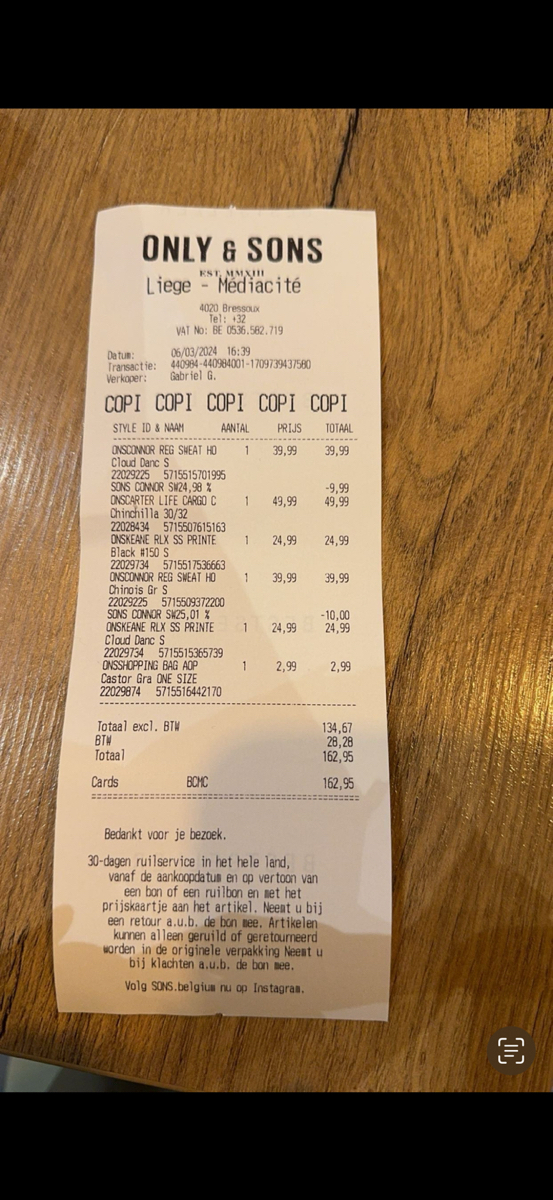 ONLY & SONS
EST. MMXIII
Liege - Médiacité
4020 Bressoux
Tel: +32
VAT No: BE 0536.582.719
Datum: 06/03/2024 16:39
Transactie: 440984-440984001-1709739437580
Verkoper: Gabriel G.
COPI COPI COPI COPI COPI
STYLE ID & NAAM AANTAL PRIJS TOTAAL
ONSCONNOR REG SWEAT HO 1 39,99 39,99
Cloud Danc S
22029225 5715515701995
SONS CONNOR SW24,98 % -9,99
ONSCARTER LIFE CARGO C 1 49,99 49,99
Chinchilla 30/32
22028434 5715507615163
ONSKEANE RLX SS PRINTE 1 24,99 24,99
Black #150 S
22029734 5715517536663
ONSCONNOR REG SWEAT HO 1 39,99 39,99
Chinois Gr S
22029225 5715509372200
SONS CONNOR SW25,01 % -10,00
ONSKEANE RLX SS PRINTE 1 24,99 24,99
Cloud Danc S
22029734 5715515365739
ONSSHOPPING BAG AOP 1 2,99 2,99
Castor Gra ONE SIZE
22029874 5715516442170
Totaal excl. BTW 134,67
BTW 28,28
Totaal 162,95
Cards BCMC 162,95
Bedankt voor je bezoek.
30-dagen ruilservice in het hele land,
vanaf de aankoopdatum en op vertoon van
een bon of een ruilbon en met het
prijskaartje aan het artikel. Neemt u bij
een retour a.u.b. de bon mee. Artikelen
kunnen alleen geruild of geretourneerd
worden in de originele verpakking Neemt u
bij klachten a.u.b. de bon mee.
Volg SONS.belgium nu op Instagram.